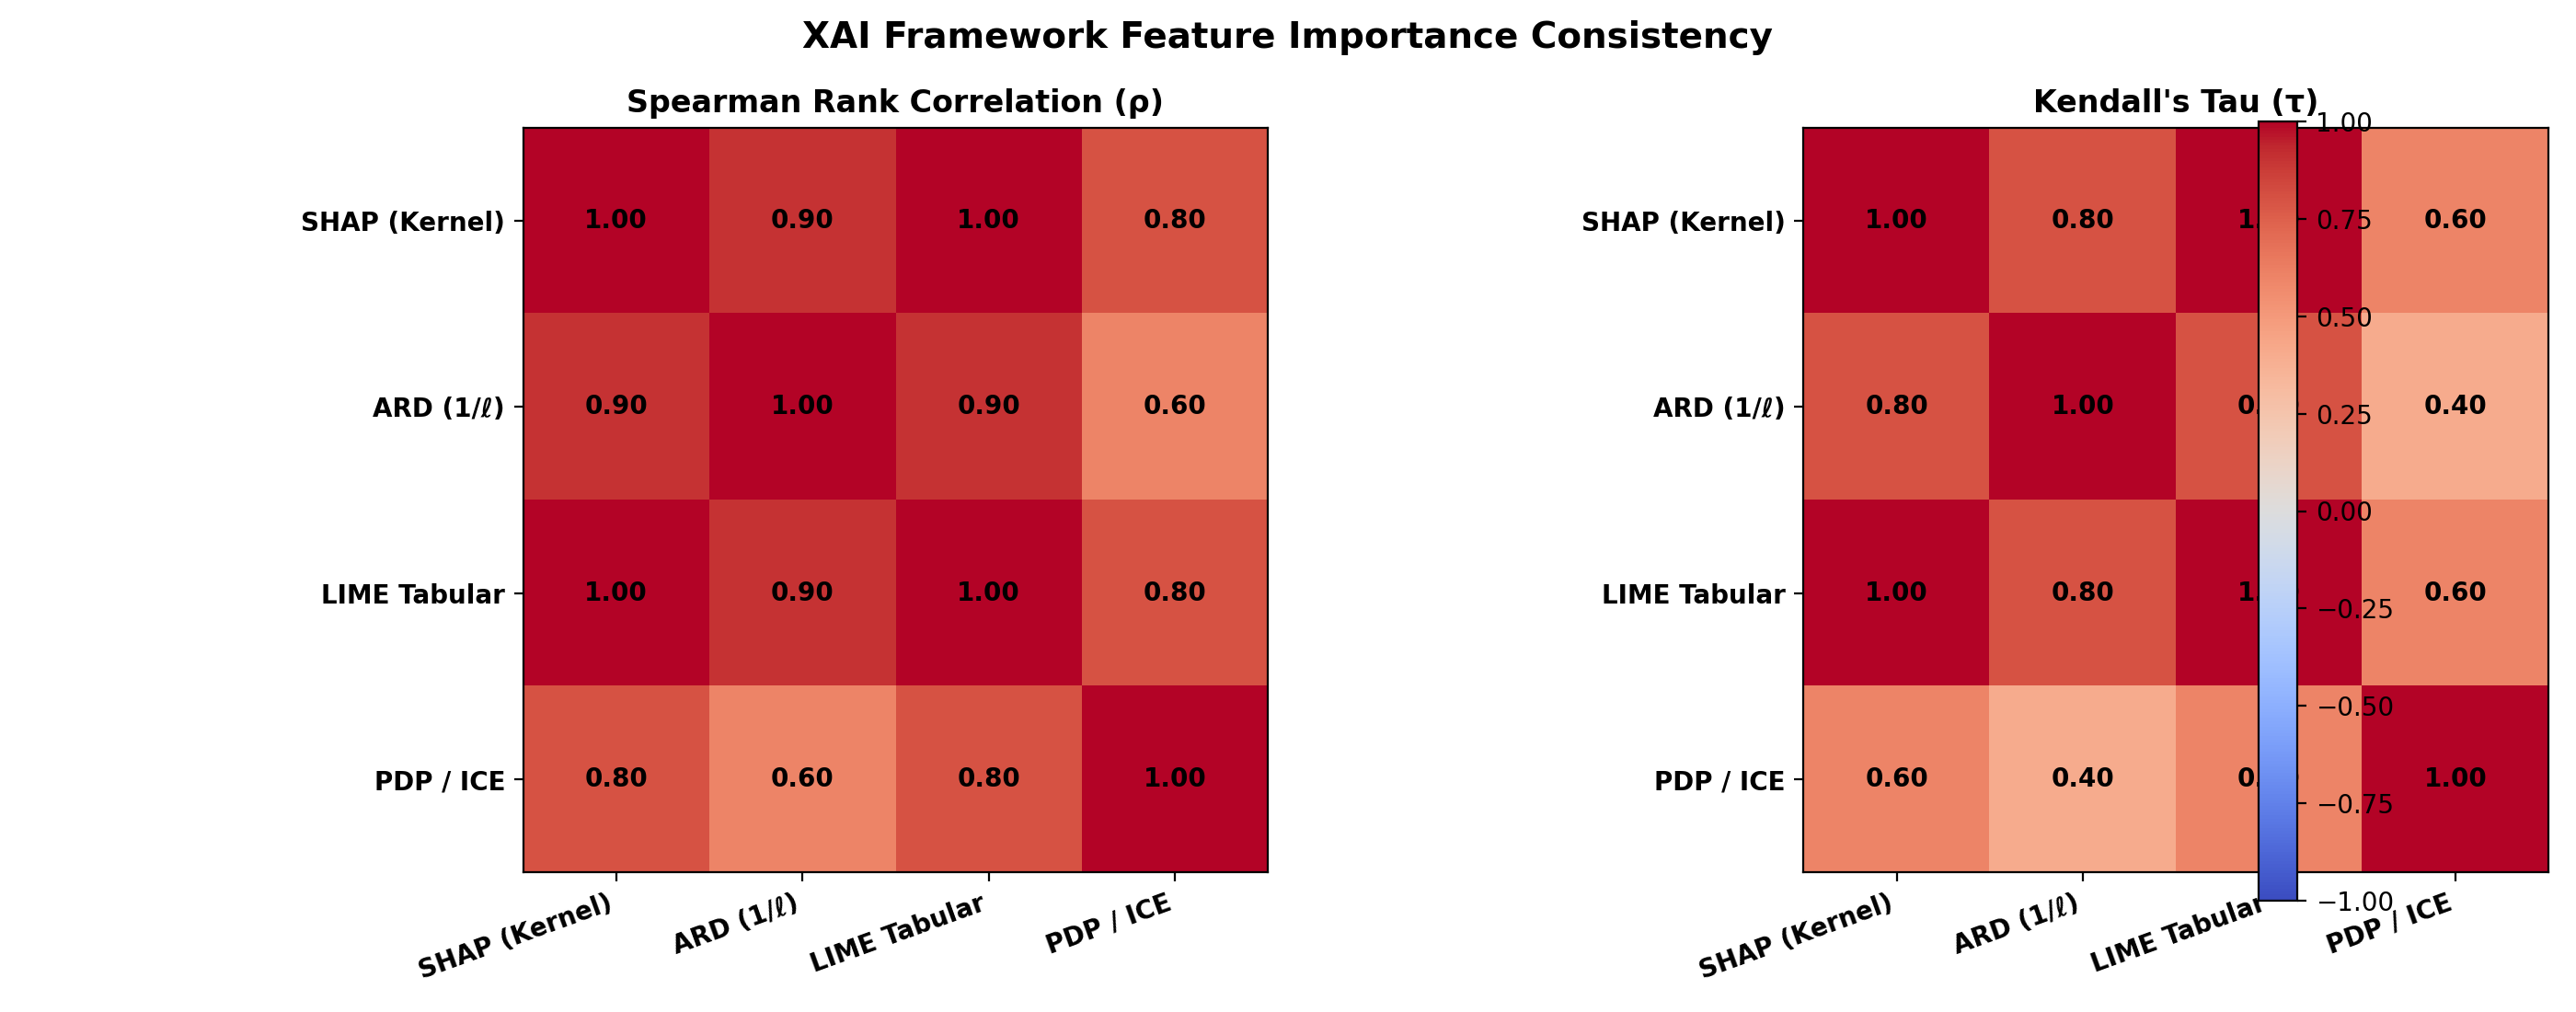 XAI Framework Feature Importance Consistency
Spearman Rank Correlation (ρ)
SHAP (Kernel) 1.00 0.90 1.00 0.80
ARD (1/ℓ) 0.90 1.00 0.90 0.60
LIME Tabular 1.00 0.90 1.00 0.80
PDP / ICE 0.80 0.60 0.80 1.00
SHAP (Kernel) ARD (1/ℓ) LIME Tabular PDP / ICE
Kendall's Tau (τ)
SHAP (Kernel) 1.00 0.80 0.60
ARD (1/ℓ) 0.80 1.00 0.40
LIME Tabular 1.00 0.80 0.60
PDP / ICE 0.60 0.40 1.00
SHAP (Kernel) ARD (1/ℓ) LIME Tabular PDP / ICE
1.00
0.75
0.50
0.25
0.00
−0.25
−0.50
−0.75
−1.00